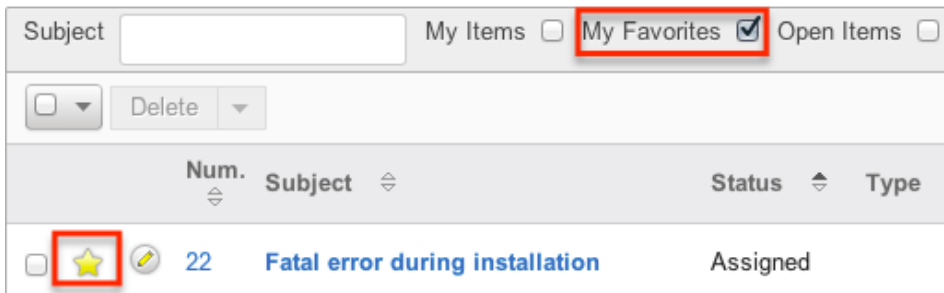 Subject My Items My Favorites Open Items
Delete
Num. Subject Status Type
22 Fatal error during installation Assigned